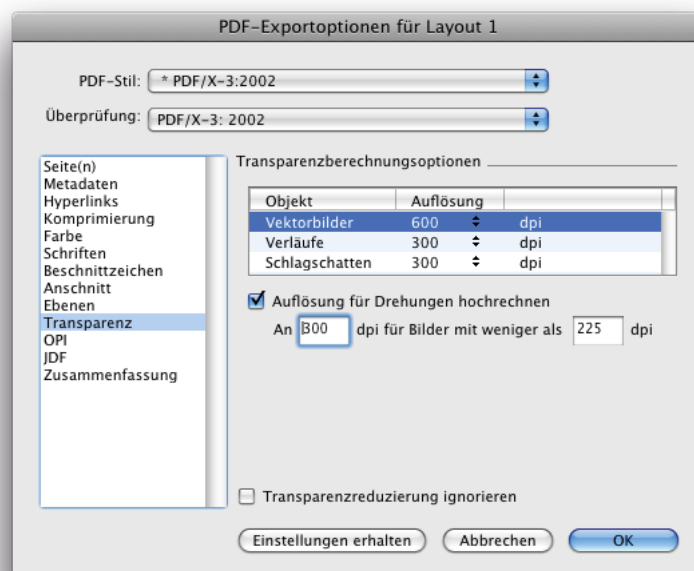 PDF-Exportoptionen für Layout 1
PDF-Stil: * PDF/X-3:2002
Überprüfung: PDF/X-3: 2002
Seite(n)
Metadaten
Hyperlinks
Komprimierung
Farbe
Schriften
Beschnittzeichen
Anschnitt
Ebenen
Transparenz
OPI
JDF
Zusammenfassung
Transparenzberechnungsoptionen
Objekt Auflösung
Vektorbilder 600 dpi
Verläufe 300 dpi
Schlagschatten 300 dpi
Auflösung für Drehungen hochrechnen
An 300 dpi für Bilder mit weniger als 225 dpi
Transparenzreduzierung ignorieren
Einstellungen erhalten Abbrechen OK